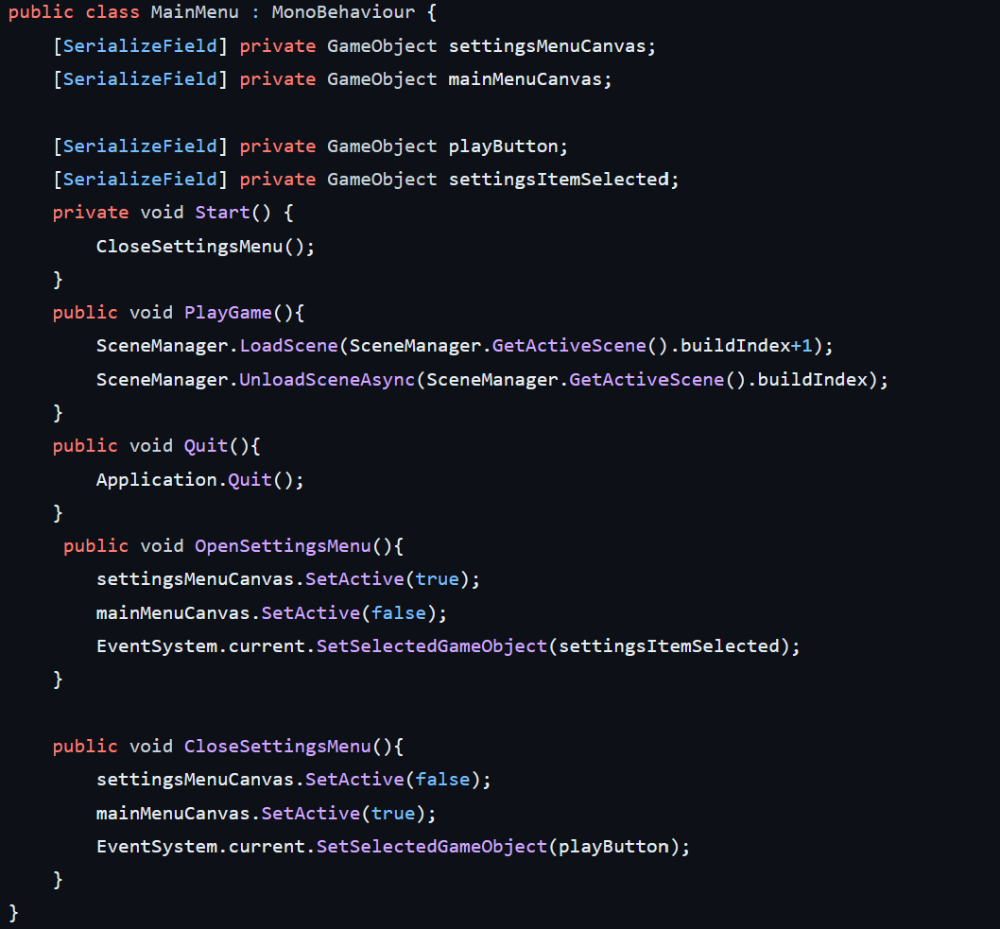 public class MainMenu : MonoBehaviour {
    [SerializeField] private GameObject settingsMenuCanvas;
    [SerializeField] private GameObject mainMenuCanvas;

    [SerializeField] private GameObject playButton;
    [SerializeField] private GameObject settingsItemSelected;
    private void Start() {
        CloseSettingsMenu();
    }
    public void PlayGame(){
        SceneManager.LoadScene(SceneManager.GetActiveScene().buildIndex+1);
        SceneManager.UnloadSceneAsync(SceneManager.GetActiveScene().buildIndex);
    }
    public void Quit(){
        Application.Quit();
    }
     public void OpenSettingsMenu(){
        settingsMenuCanvas.SetActive(true);
        mainMenuCanvas.SetActive(false);
        EventSystem.current.SetSelectedGameObject(settingsItemSelected);
    }

    public void CloseSettingsMenu(){
        settingsMenuCanvas.SetActive(false);
        mainMenuCanvas.SetActive(true);
        EventSystem.current.SetSelectedGameObject(playButton);
    }
}